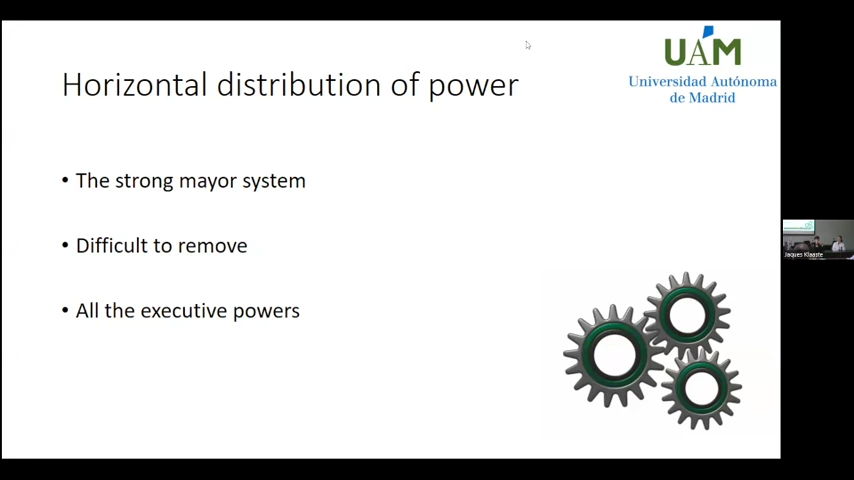 UAM
Universidad Autónoma
de Madrid
Horizontal distribution of power
• The strong mayor system
• Difficult to remove
• All the executive powers
Jaques Klaaste